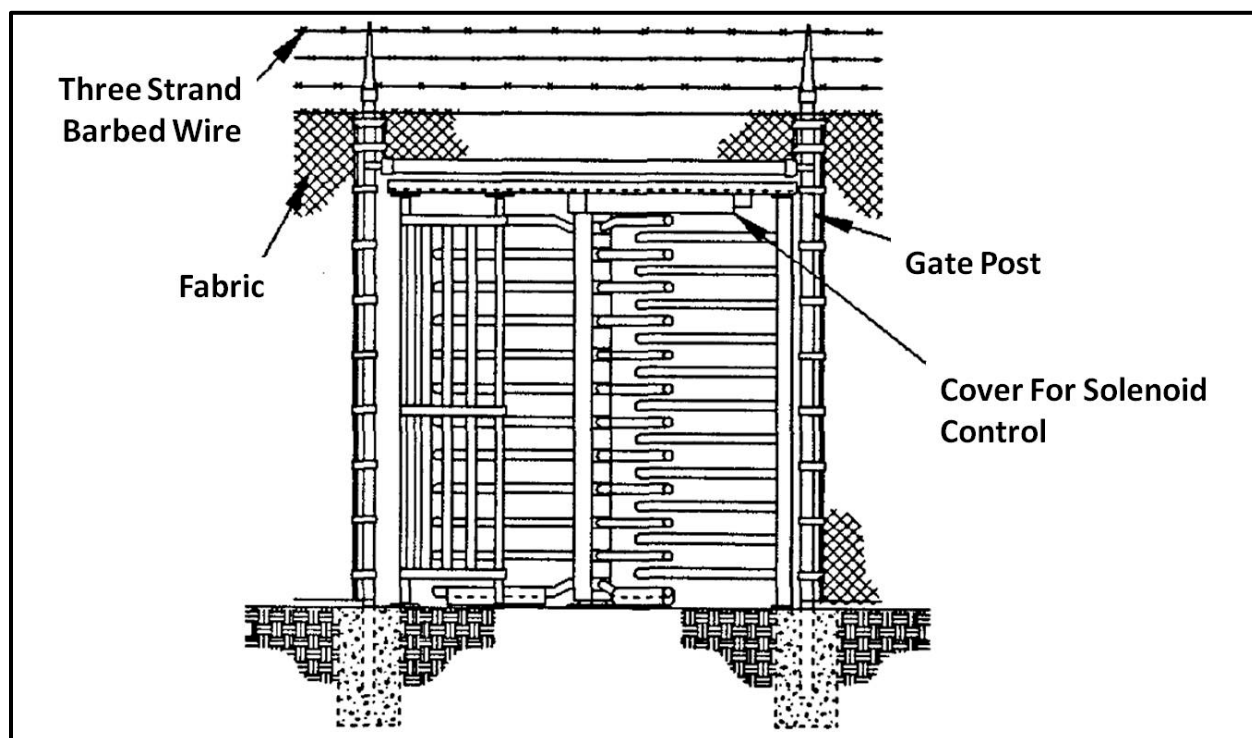 Three Strand
Barbed Wire
Fabric
Gate Post
Cover For Solenoid
Control